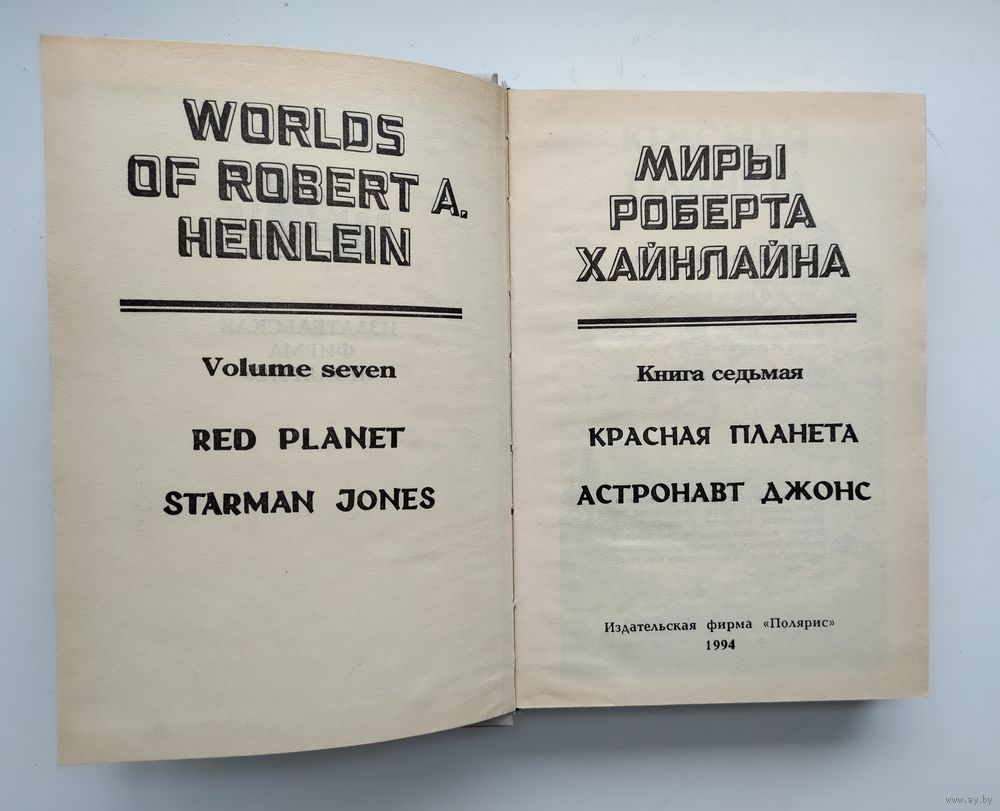 WORLDS
OF ROBERT A.
HEINLEIN
Volume seven
RED PLANET
STARMAN JONES
МИРЫ
РОБЕРТА
ХАЙНЛАЙНА
Книга седьмая
КРАСНАЯ ПЛАНЕТА
АСТРОНАВТ ДЖОНС
Издательская фирма «Полярис»
1994
www.ay.by